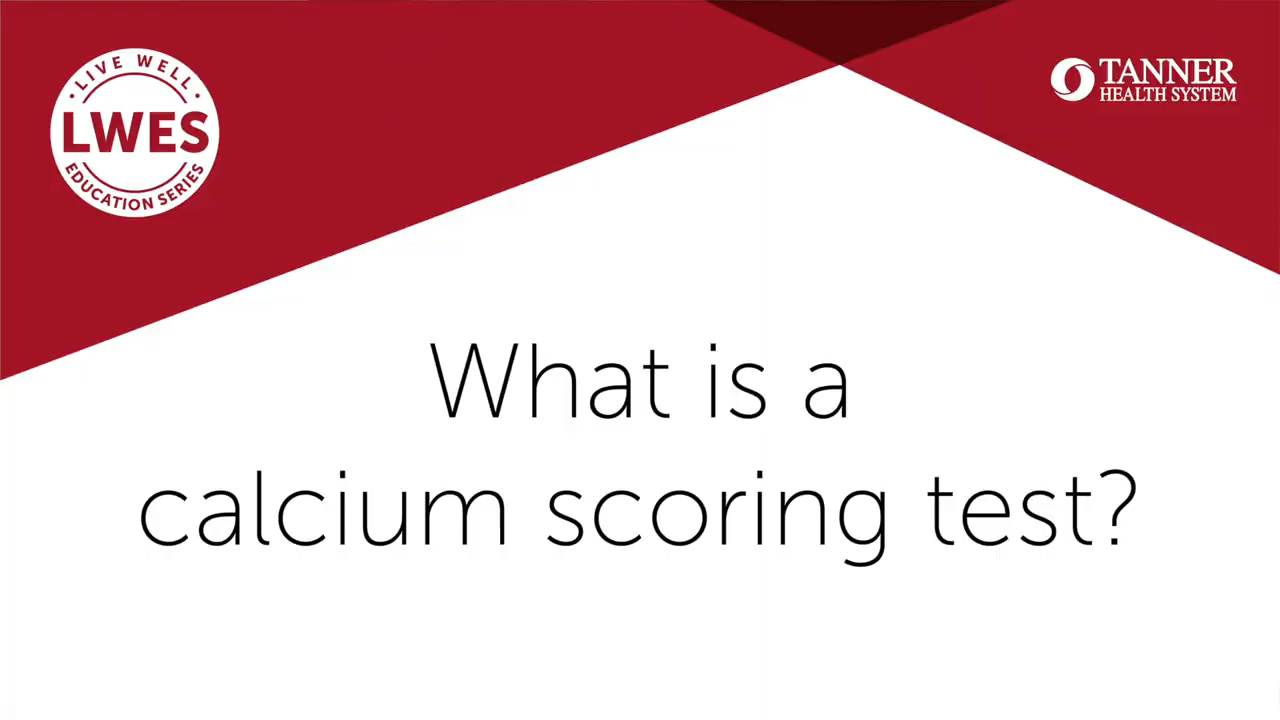 LIVE WELL
LWES
EDUCATION SERIES
TANNER
HEALTH SYSTEM
What is a
calcium scoring test?